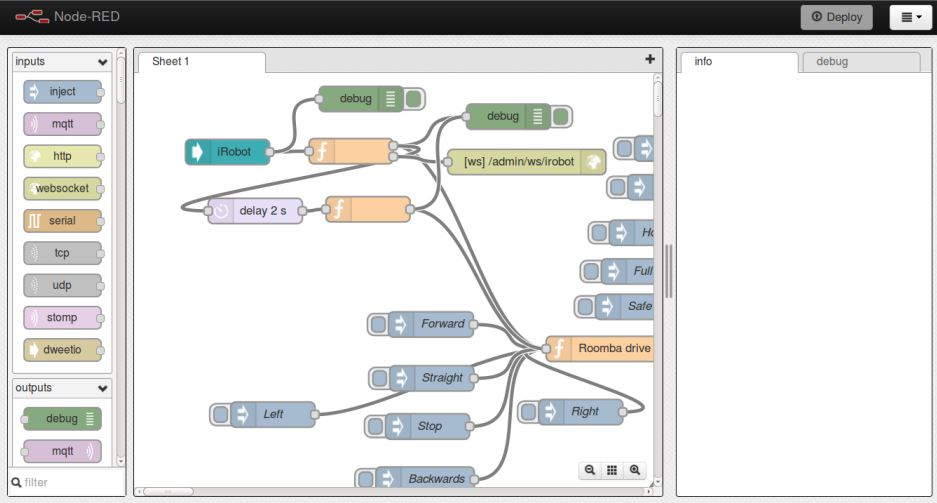 Node-RED
Deploy
inputs
inject
mqtt
http
websocket
serial
tcp
udp
stomp
dweetio
outputs
debug
mqtt
filter
Sheet 1
debug
debug
iRobot
[ws] /admin/ws/irobot
delay 2 s
Full
Safe
Forward
Roomba drive
Straight
Left
Right
Stop
Backwards
info
debug